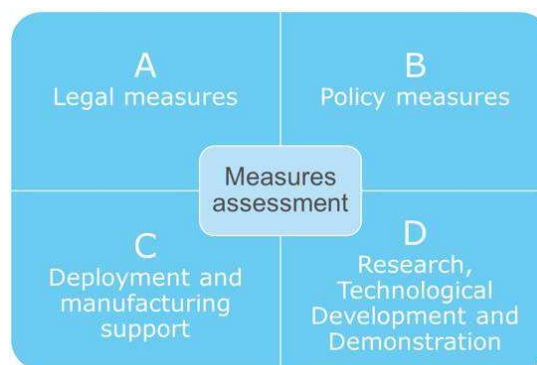 A
Legal measures
B
Policy measures
Measures
assessment
C
Deployment and
manufacturing
support
D
Research,
Technological
Development and
Demonstration